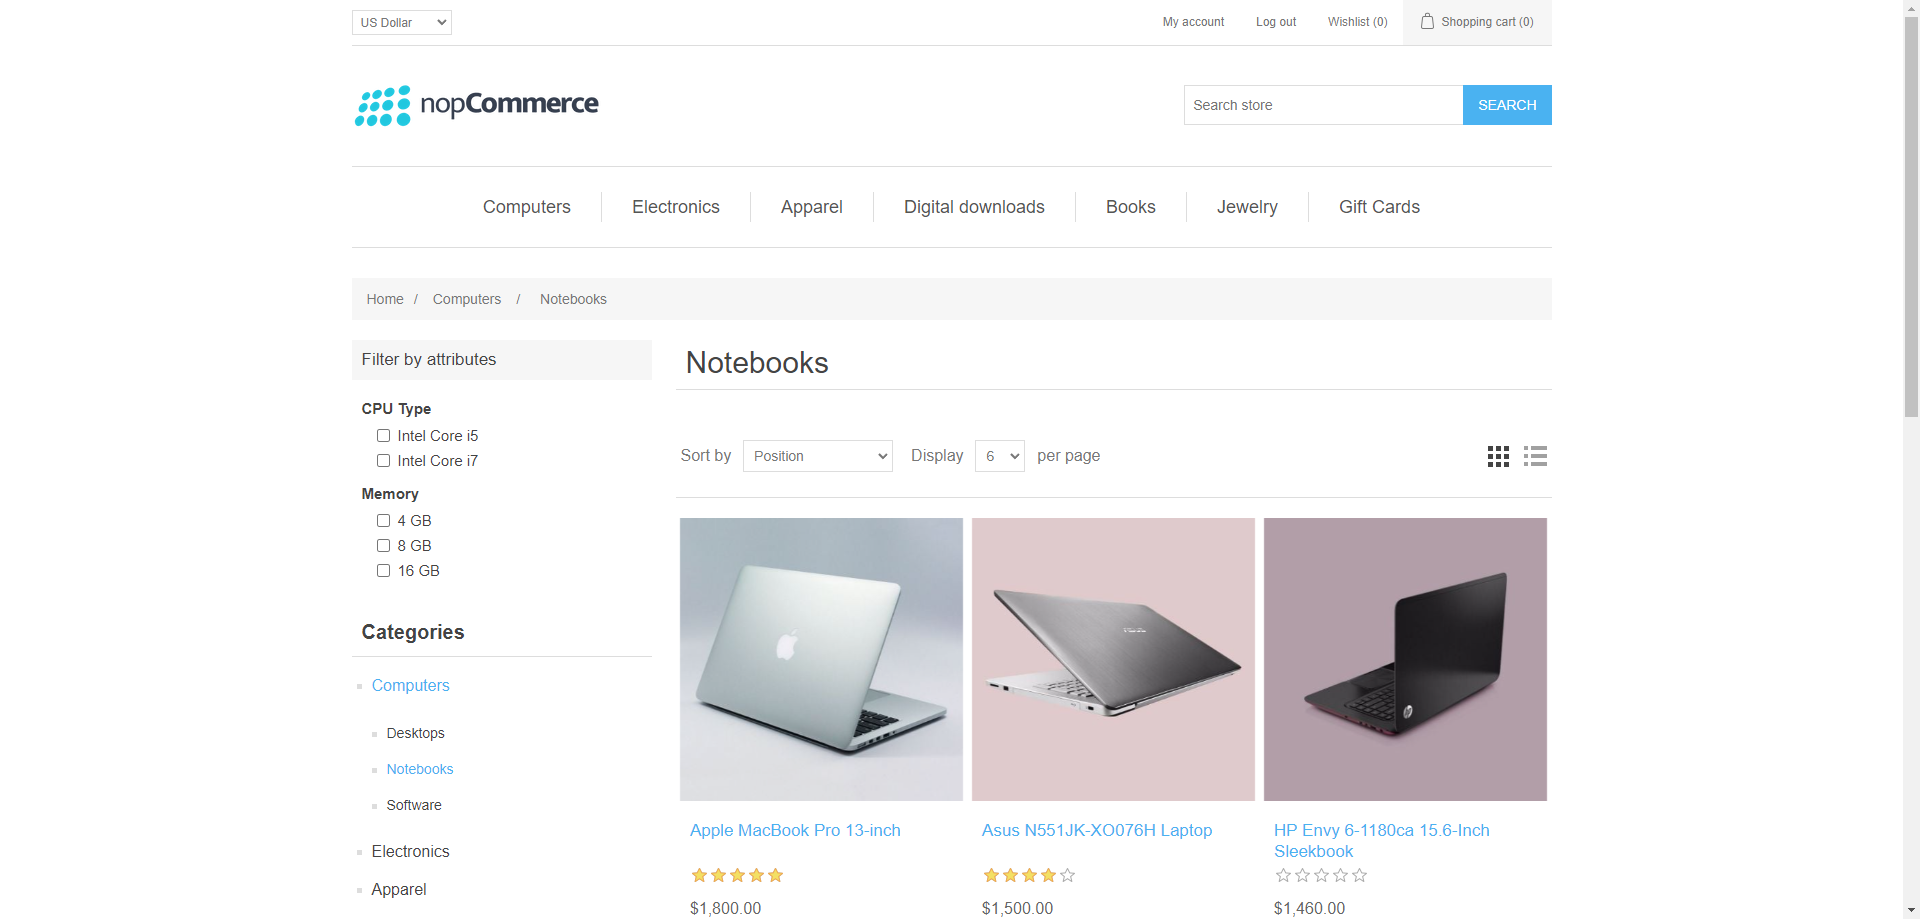 US Dollar
My account
Log out
Wishlist (0)
Shopping cart (0)
nopCommerce
Search store
SEARCH
Computers
Electronics
Apparel
Digital downloads
Books
Jewelry
Gift Cards
Home / Computers / Notebooks
Filter by attributes
CPU Type
Intel Core i5
Intel Core i7
Memory
4 GB
8 GB
16 GB
Categories
Computers
Desktops
Notebooks
Software
Electronics
Apparel
Notebooks
Sort by Position Display 6 per page
Apple MacBook Pro 13-inch
$1,800.00
Asus N551JK-XO076H Laptop
$1,500.00
hp
HP Envy 6-1180ca 15.6-Inch
Sleekbook
$1,460.00